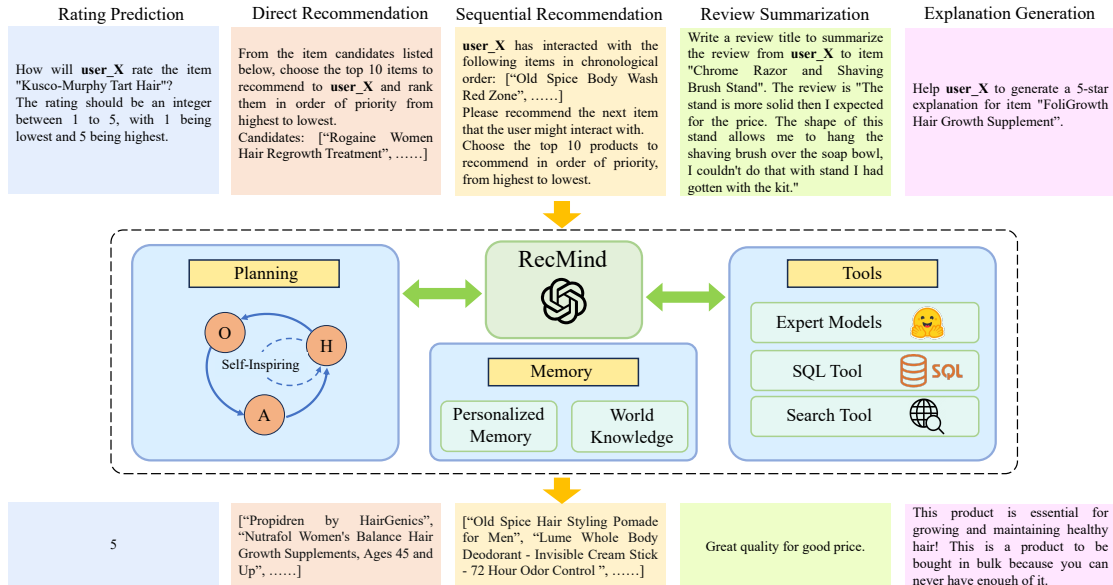 Rating Prediction
How will user_X rate the item
"Kusco-Murphy Tart Hair"?
The rating should be an integer
between 1 to 5, with 1 being
lowest and 5 being highest.
Direct Recommendation
From the item candidates listed
below, choose the top 10 items to
recommend to user_X and rank
them in order of priority from
highest to lowest.
Candidates: [“Rogaine Women
Hair Regrowth Treatment”, ……]
Sequential Recommendation
user_X has interacted with the
following items in chronological
order: [“Old Spice Body Wash
Red Zone”, ……]
Please recommend the next item
that the user might interact with.
Choose the top 10 products to
recommend in order of priority,
from highest to lowest.
Review Summarization
Write a review title to summarize
the review from user_X to item
"Chrome Razor and Shaving
Brush Stand". The review is "The
stand is more solid then I expected
for the price. The shape of this
stand allows me to hang the
shaving brush over the soap bowl,
I couldn't do that with stand I had
gotten with the kit."
Explanation Generation
Help user_X to generate a 5-star
explanation for item "FoliGrowth
Hair Growth Supplement”.
Planning
O
H
Self-Inspiring
A
RecMind
Memory
Personalized
Memory
World
Knowledge
Tools
Expert Models
SQL Tool
SQL
Search Tool
5
[“Propidren by HairGenics”,
“Nutrafol Women's Balance Hair
Growth Supplements, Ages 45 and
Up”, ……]
[“Old Spice Hair Styling Pomade
for Men”, “Lume Whole Body
Deodorant - Invisible Cream Stick
- 72 Hour Odor Control ”, ……]
Great quality for good price.
This product is essential for
growing and maintaining healthy
hair! This is a product to be
bought in bulk because you can
never have enough of it.